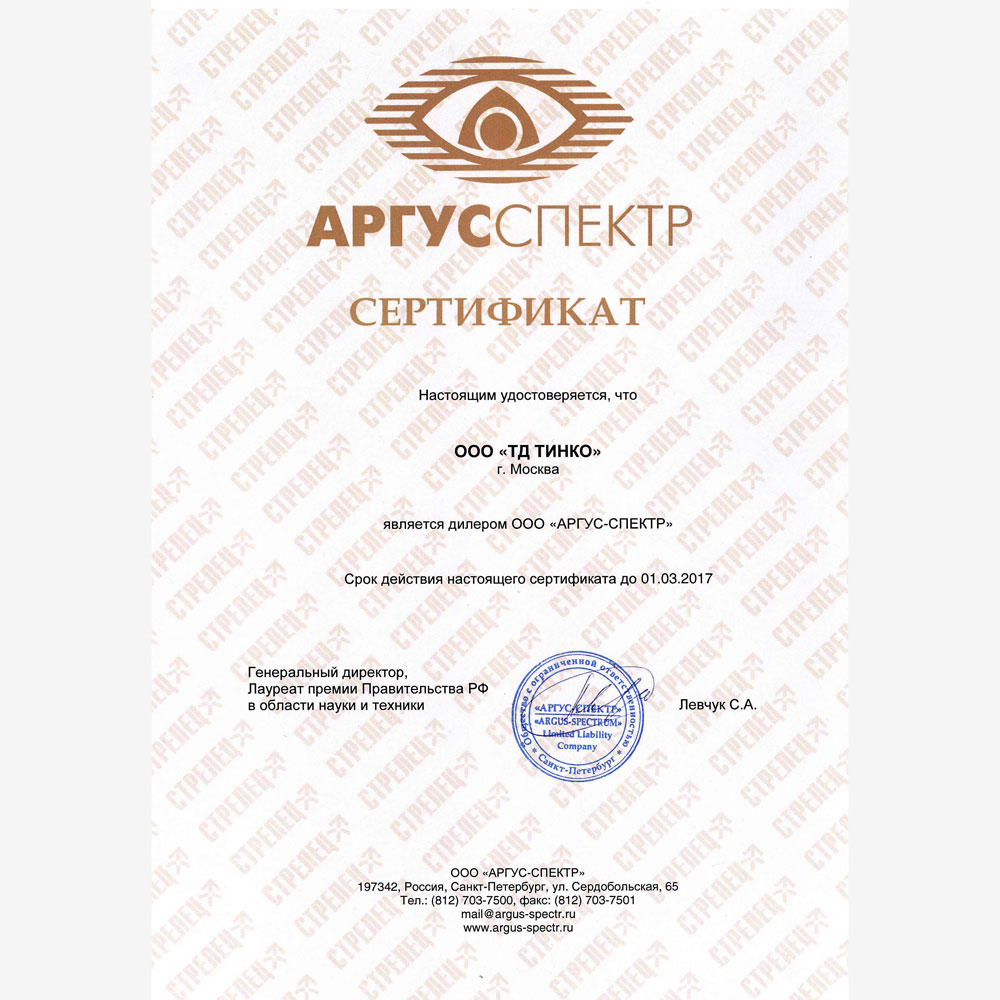 АРГУССПЕКТР
СЕРТИФИКАТ
Настоящим удостоверяется, что
ООО «ТД ТИНКО»
г. Москва
является дилером ООО «АРГУС-СПЕКТР»
Срок действия настоящего сертификата до 01.03.2017
Генеральный директор,
Лауреат премии Правительства РФ
в области науки и техники
Общество с ограниченной ответственностью
«АРГУС-СПЕКТР»
«ARGUS-SPECTRUM»
Limited Liability
Company
* Санкт-Петербург *
Левчук С.А.
ООО «АРГУС-СПЕКТР»
197342, Россия, Санкт-Петербург, ул. Сердобольская, 65
Тел.: (812) 703-7500, факс: (812) 703-7501
mail@argus-spectr.ru
www.argus-spectr.ru
СТРЕЛЕЦ